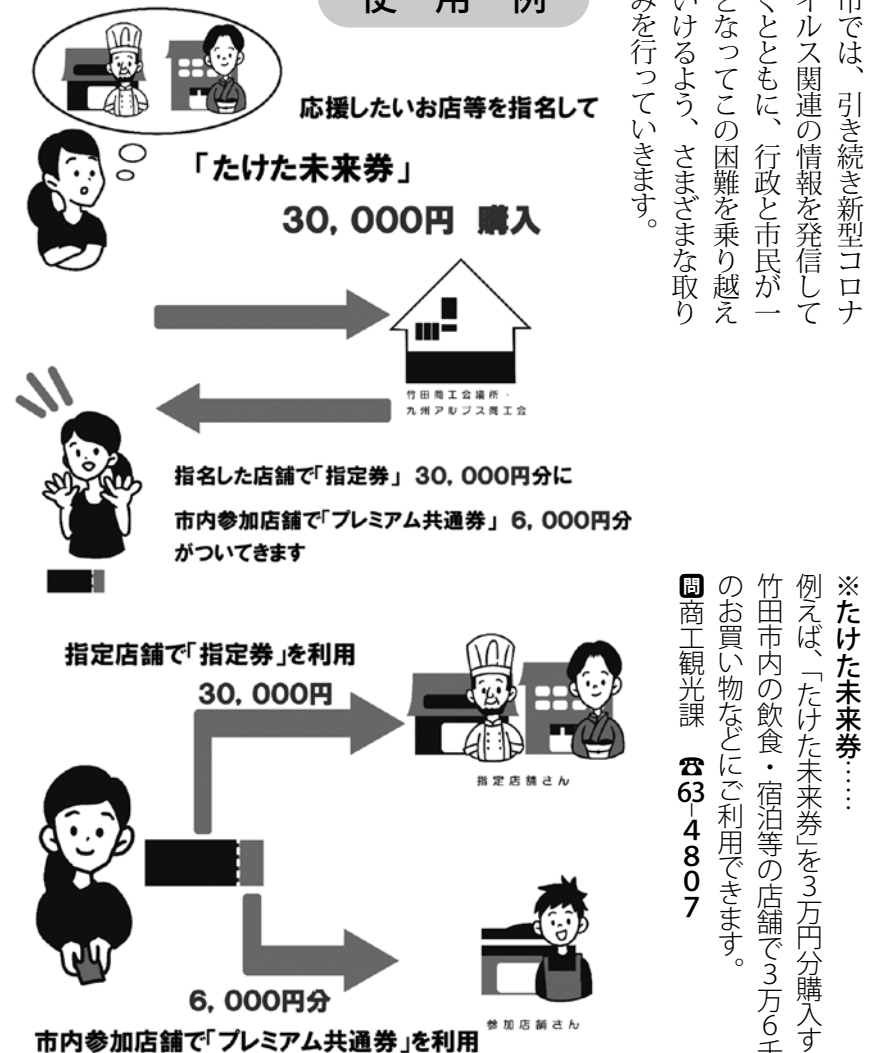 使用例
応援したいお店等を指名して
「たけた未来券」
30,000円 購入
竹田商工会議所・
九州アルプス商工会
指名した店舗で「指定券」 30,000円分に
市内参加店舗で「プレミアム共通券」 6,000円分
がついてきます
指定店舗で「指定券」を利用
30,000円
指定店舗さん
6,000円分
参加店舗さん
市内参加店舗で「プレミアム共通券」を利用
市では、引き続き新型コロナ
イルス関連の情報を発信して
くとともに、行政と市民が一
となってこの困難を乗り越え
いけるよう、さまざまな取り
みを行っていきます。
※たけた未来券……
例えば、「たけた未来券」を3万円分購入す
竹田市内の飲食・宿泊等の店舗で3万6千
のお買い物などにご利用できます。
問商工観光課 ☎63-4807